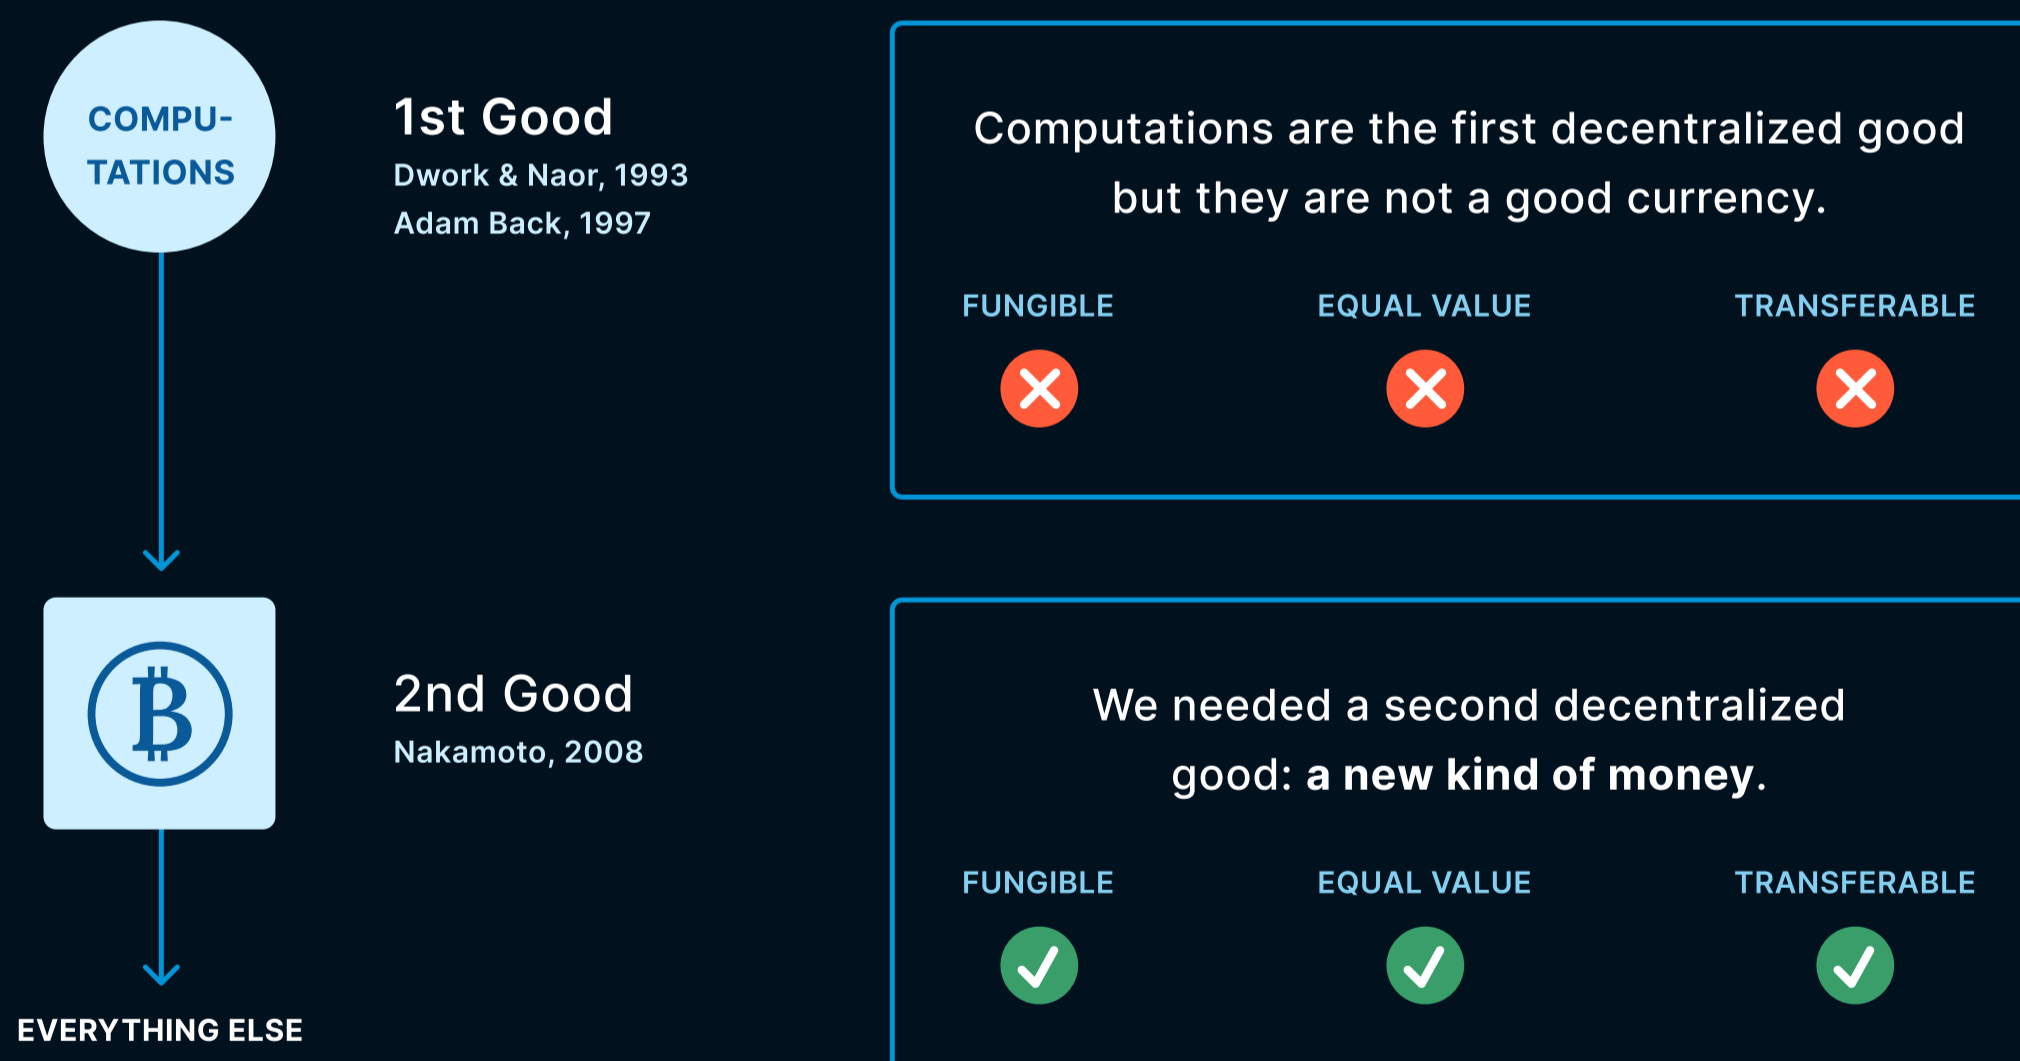 COMPU-
TATIONS
1st Good
Dwork & Naor, 1993
Adam Back, 1997
Computations are the first decentralized good
but they are not a good currency.
FUNGIBLE
EQUAL VALUE
TRANSFERABLE
2nd Good
Nakamoto, 2008
We needed a second decentralized
good: a new kind of money.
FUNGIBLE
EQUAL VALUE
TRANSFERABLE
EVERYTHING ELSE